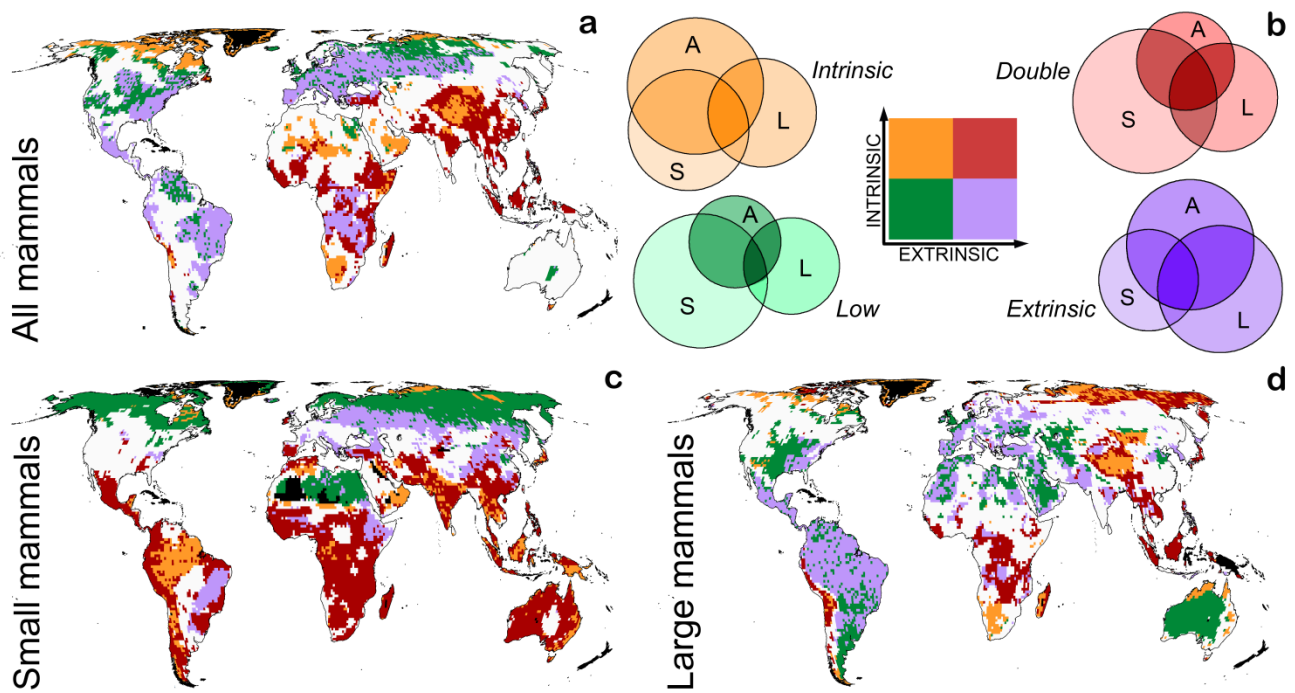 a
All mammals
A
S
L
Intrinsic
A
S
L
Low
INTRINSIC
EXTRINSIC
b
Double
A
S
L
Extrinsic
A
S
L
c
Small mammals
d
Large mammals